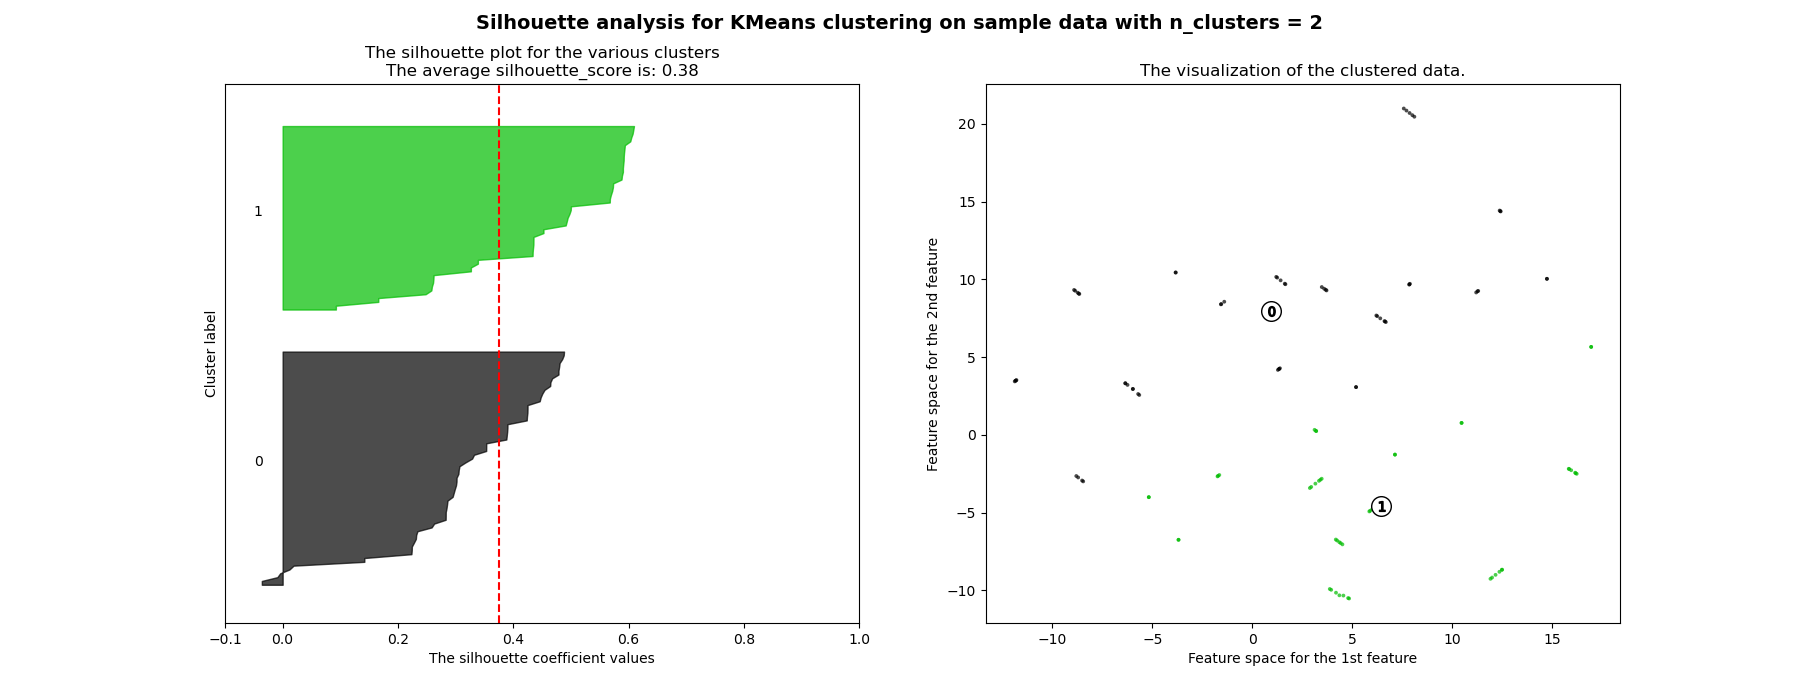 Silhouette analysis for KMeans clustering on sample data with n_clusters = 2
The silhouette plot for the various clusters
The average silhouette_score is: 0.38
1
0
Cluster label
−0.1 0.0 0.2 0.4 0.6 0.8 1.0
The silhouette coefficient values
The visualization of the clustered data.
20
15
10
5
0
−5
−10
Feature space for the 2nd feature
0
1
−10 −5 0 5 10 15
Feature space for the 1st feature